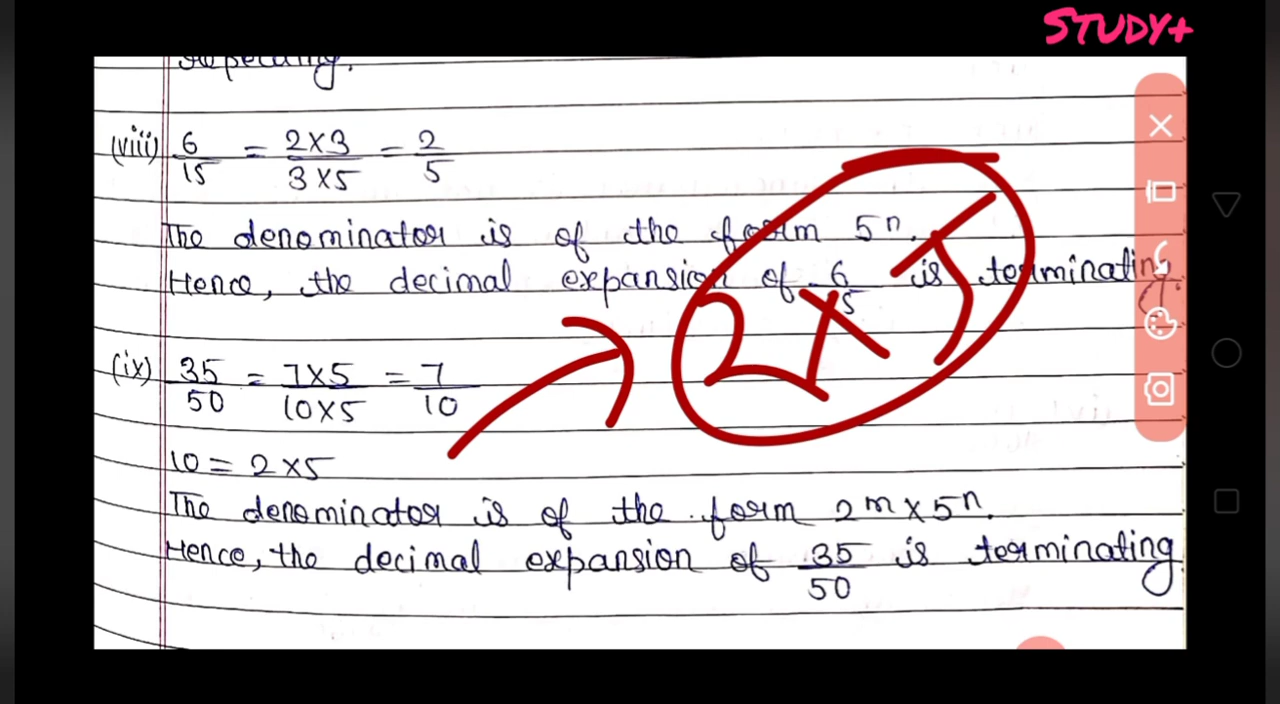 STUDY+
repeating.
(viii) 6/15 = 2×3/3×5 = 2/5
The denominator is of the form 5ⁿ.
Hence, the decimal expansion of 6/15 is terminating.
2×5
(ix) 35/50 = 7×5/10×5 = 7/10
10 = 2×5
The denominator is of the form 2ᵐ×5ⁿ.
Hence, the decimal expansion of 35/50 is terminating